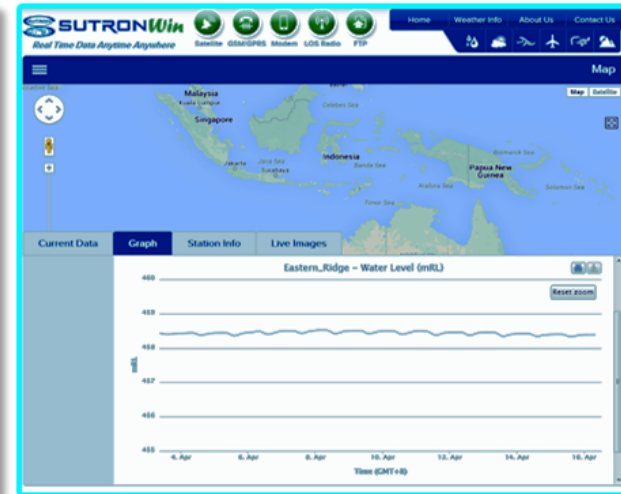 SUTRONWin
Real Time Data Anytime Anywhere
Satellite GSM/GPRS Modem LOS Radio FTP
Home Weather Info About Us Contact Us
Map
Map Satellite
Malaysia
Kuala Lumpur
Singapore
Celebes Sea
Indonesia
Jakarta
Java Sea
Surabaya
Banda Sea
Papua New
Guinea
Bismarck Sea
Solomon Sea
Arafura Sea
Timor Sea
Current Data Graph Station Info Live Images
Eastern_Ridge – Water Level (mRL)
Reset zoom
460
459
458
457
456
455
mRL
4. Apr 6. Apr 8. Apr 10. Apr 12. Apr 14. Apr 16. Apr
Time (GMT+8)